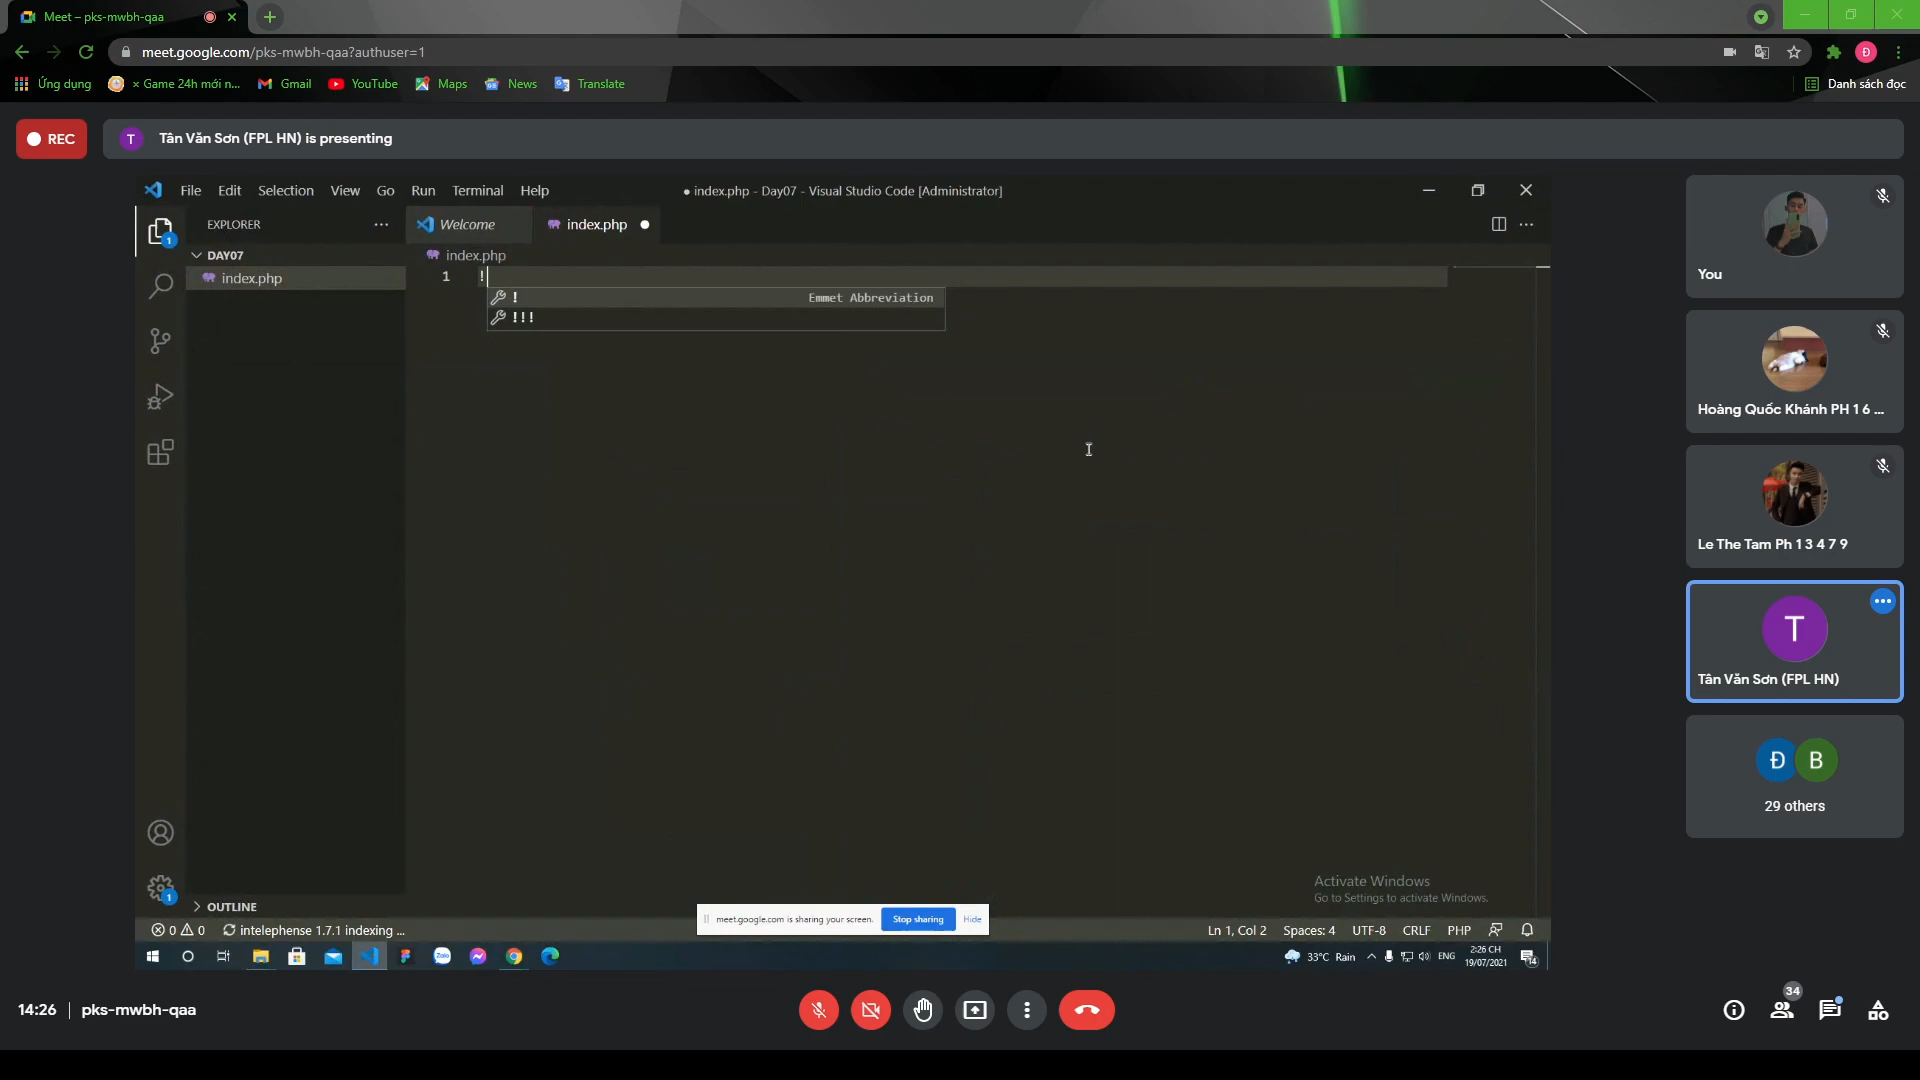 Meet – pks-mwbh-qaa
meet.google.com/pks-mwbh-qaa?authuser=1
Đ
Ứng dụng
× Game 24h mới n...
Gmail
YouTube
Maps
News
Translate
Danh sách đọc
REC
T
Tân Văn Sơn (FPL HN) is presenting
File Edit Selection View Go Run Terminal Help
● index.php - Day07 - Visual Studio Code [Administrator]
1
EXPLORER
Welcome
index.php
DAY07
index.php
index.php
1
!
!
Emmet Abbreviation
!!!
You
Hoàng Quốc Khánh PH 1 6 ...
Le The Tam Ph 1 3 4 7 9
T
Tân Văn Sơn (FPL HN)
Đ
B
29 others
Activate Windows
Go to Settings to activate Windows.
1
OUTLINE
meet.google.com is sharing your screen.
Stop sharing
Hide
0 0
intelephense 1.7.1 indexing ...
Ln 1, Col 2
Spaces: 4
UTF-8
CRLF
PHP
Zalo
33°C Rain
ENG
2:26 CH
19/07/2021
14
14:26
pks-mwbh-qaa
34